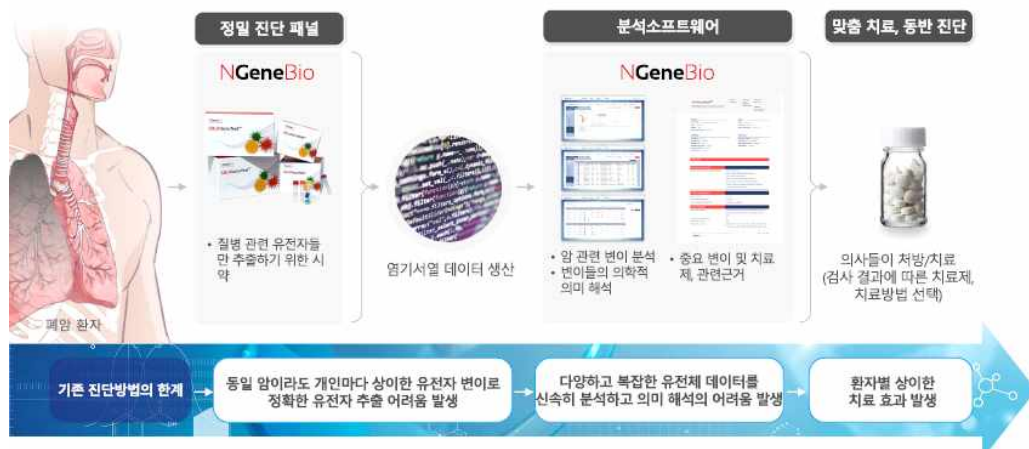 정밀 진단 패널
분석소프트웨어
맞춤 치료, 동반 진단
NGeneBio
NGeneBio
• 질병 관련 유전자들
만 추출하기 위한 시
약
염기서열 데이터 생산
• 암 관련 변이 분석
• 변이들의 의학적
의미 해석
• 중요 변이 및 치료
제, 관련근거
의사들이 처방/치료
(검사 결과에 따른 치료제,
치료방법 선택)
폐암 환자
기존 진단방법의 한계
동일 암이라도 개인마다 상이한 유전자 변이로
정확한 유전자 추출 어려움 발생
다양하고 복잡한 유전체 데이터를
신속히 분석하고 의미 해석의 어려움 발생
환자별 상이한
치료 효과 발생